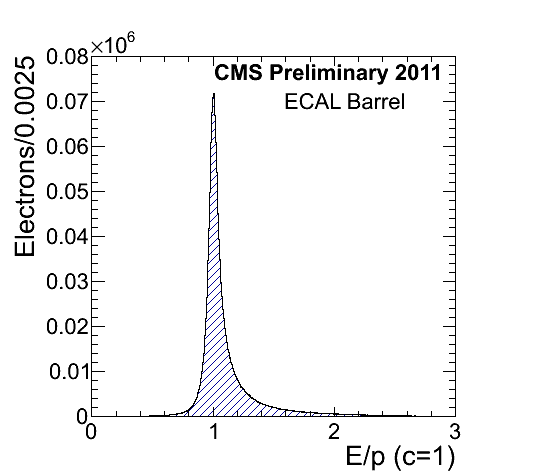 ×10⁶
0.08
CMS Preliminary 2011
ECAL Barrel
Electrons/0.0025
0.07
0.06
0.05
0.04
0.03
0.02
0.01
0
0 1 2 3
E/p (c=1)